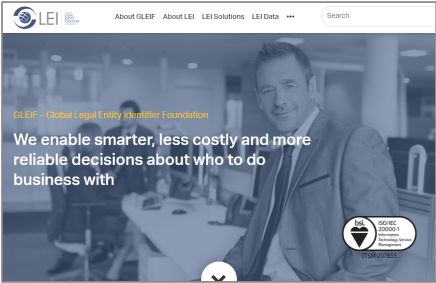 LEI
About GLEIF About LEI LEI Solutions LEI Data •••
Search
GLEIF – Global Legal Entity Identifier Foundation
We enable smarter, less costly and more
reliable decisions about who to do
business with
bsi.
ISO/IEC
20000-1
Information
Technology Service
Management